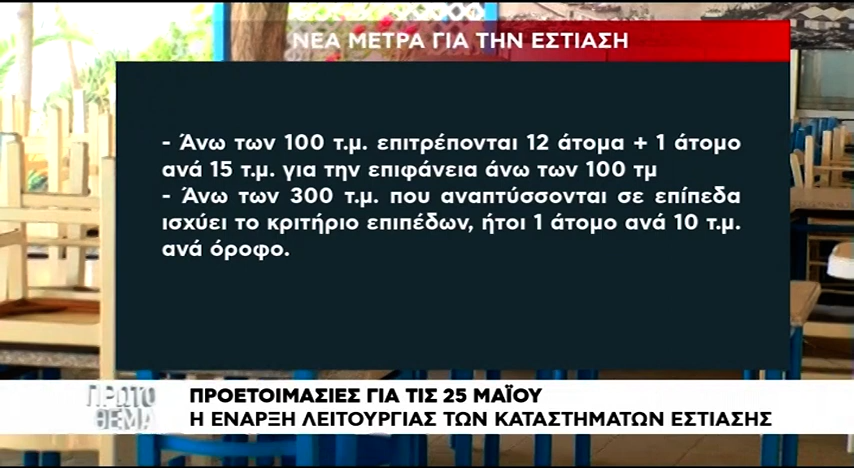 ΝΕΑ ΜΕΤΡΑ ΓΙΑ ΤΗΝ ΕΣΤΙΑΣΗ
- Άνω των 100 τ.μ. επιτρέπονται 12 άτομα + 1 άτομο
ανά 15 τ.μ. για την επιφάνεια άνω των 100 τμ
- Άνω των 300 τ.μ. που αναπτύσσονται σε επίπεδα
ισχύει το κριτήριο επιπέδων, ήτοι 1 άτομο ανά 10 τ.μ.
ανά όροφο.
ΠΡΩΤΟ
ΘΕΜΑ
ΠΡΟΕΤΟΙΜΑΣΙΕΣ ΓΙΑ ΤΙΣ 25 ΜΑΪΟΥ
Η ΕΝΑΡΞΗ ΛΕΙΤΟΥΡΓΙΑΣ ΤΩΝ ΚΑΤΑΣΤΗΜΑΤΩΝ ΕΣΤΙΑΣΗΣ